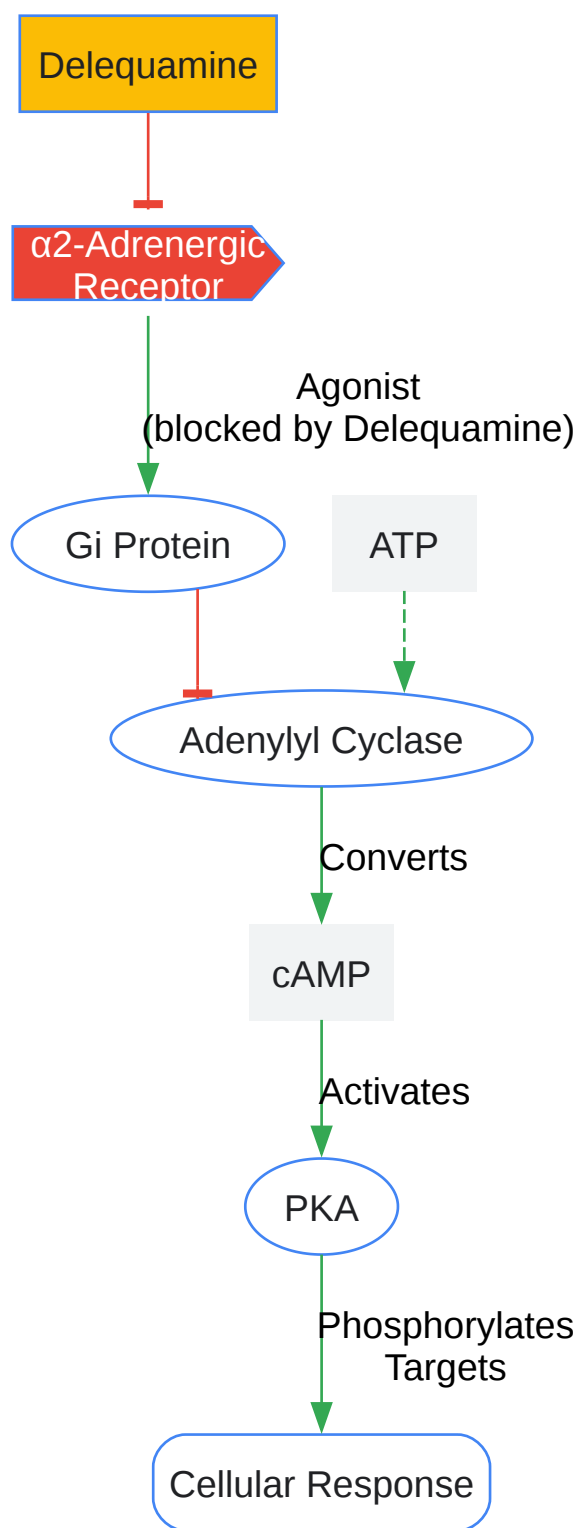 Delequamine
α2-Adrenergic
Receptor
Agonist
(blocked by Delequamine)
Gi Protein
ATP
Adenylyl Cyclase
Converts
cAMP
Activates
PKA
Phosphorylates
Targets
Cellular Response